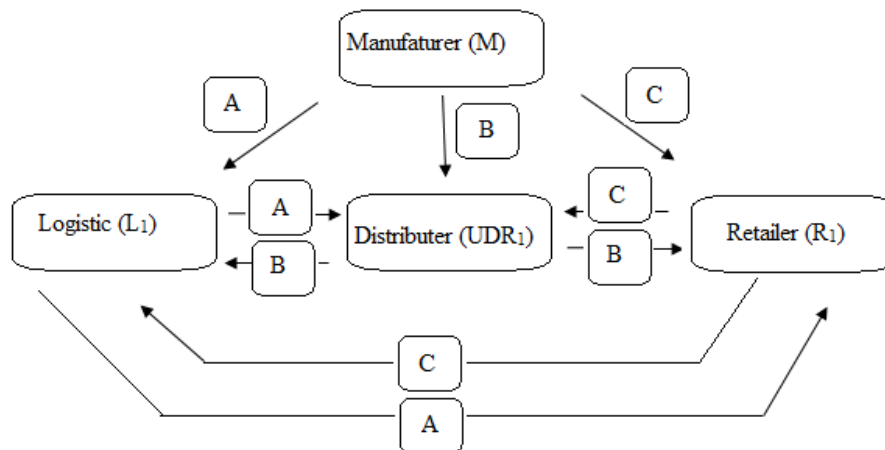 Manufaturer (M)
A
C
B
Logistic (L1)
A
B
Distributer (UDR1)
C
B
Retailer (R1)
C
A